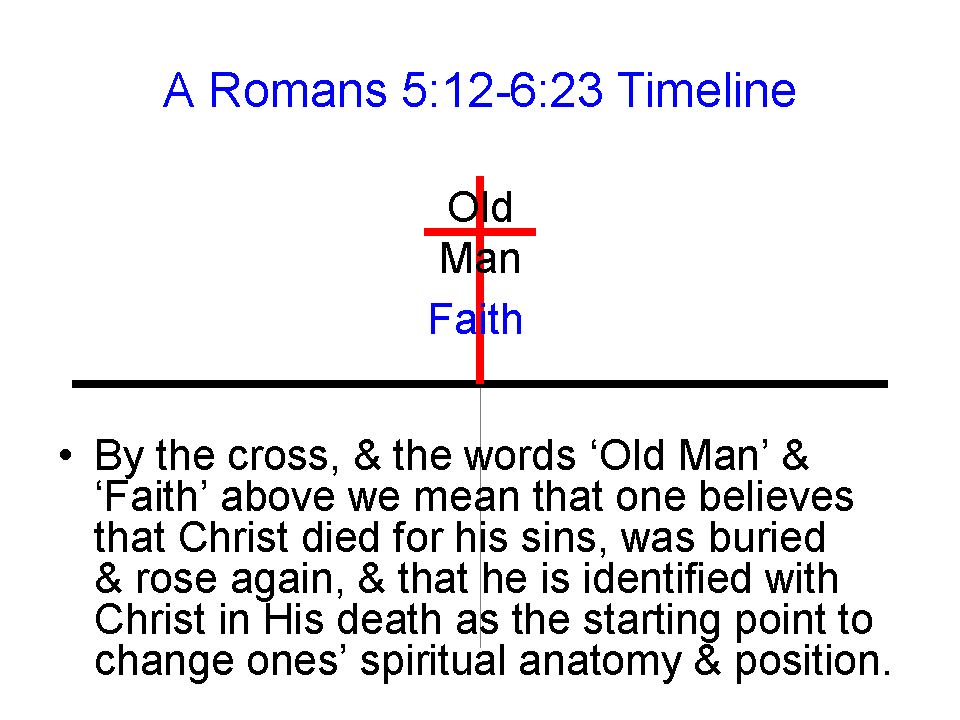 A Romans 5:12-6:23 Timeline
Old
Man
Faith
• By the cross, & the words ‘Old Man’ &
‘Faith’ above we mean that one believes
that Christ died for his sins, was buried
& rose again, & that he is identified with
Christ in His death as the starting point to
change ones’ spiritual anatomy & position.